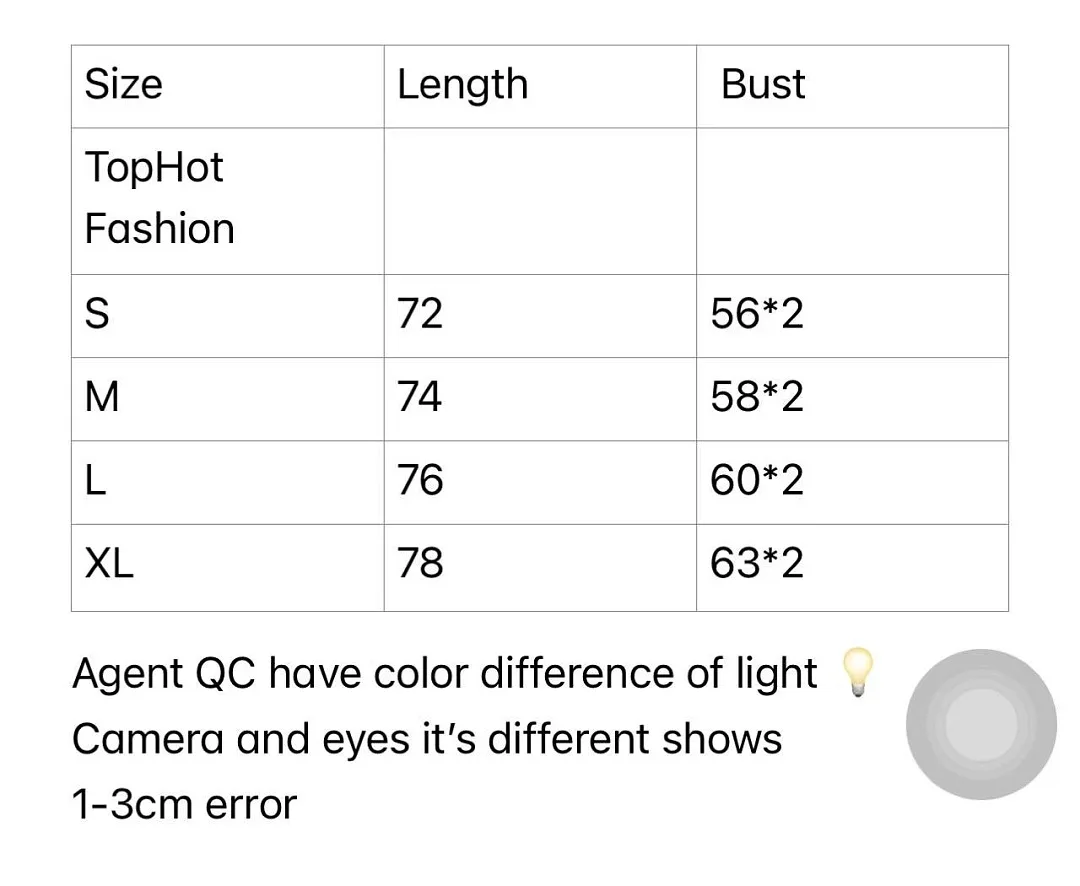 Size Length Bust
TopHot
Fashion
S 72 56*2
M 74 58*2
L 76 60*2
XL 78 63*2
Agent QC have color difference of light 💡
Camera and eyes it’s different shows
1-3cm error